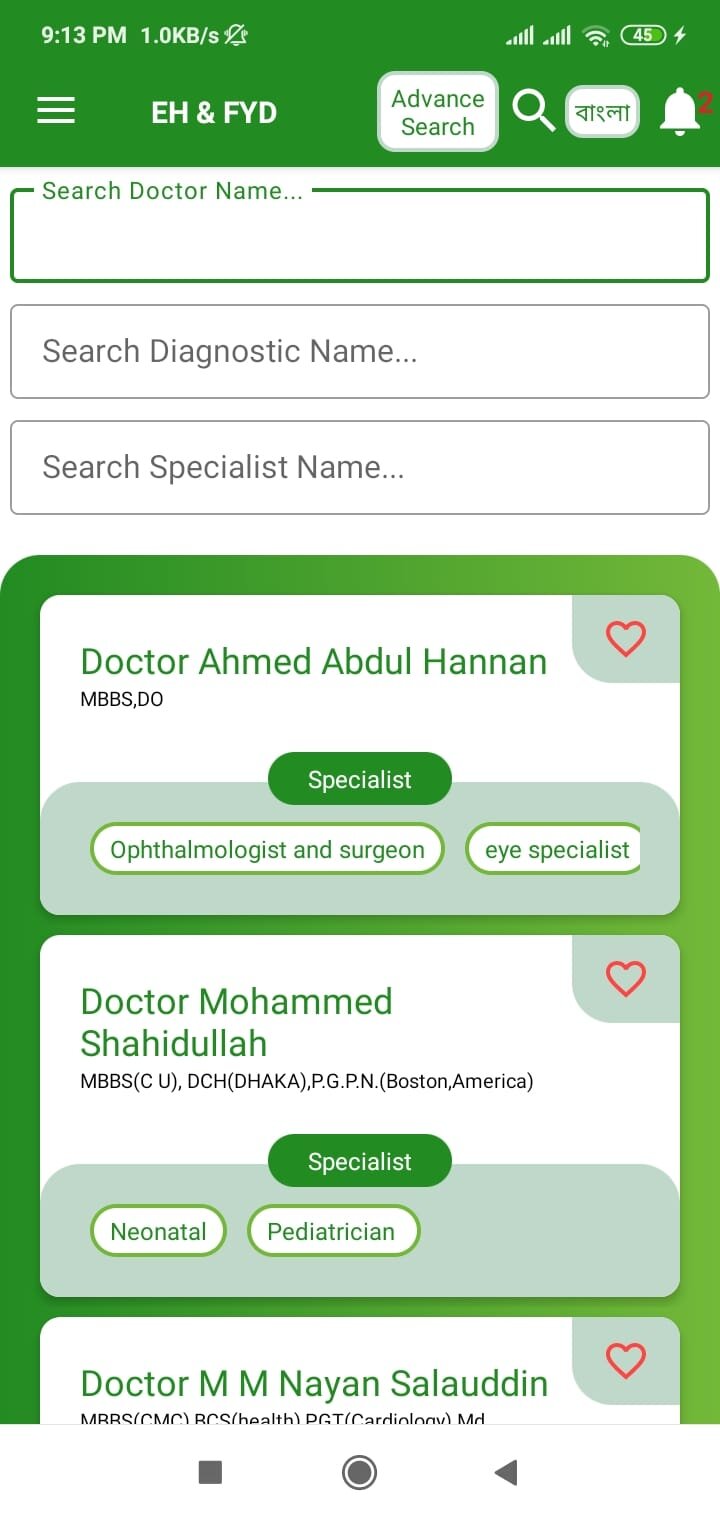 9:13 PM 1.0KB/s 45
EH & FYD
Advance
Search
বাংলা
2
Search Doctor Name...
Search Diagnostic Name...
Search Specialist Name...
Doctor Ahmed Abdul Hannan
MBBS,DO
Specialist
Ophthalmologist and surgeon eye specialist
Doctor Mohammed
Shahidullah
MBBS(C U), DCH(DHAKA),P.G.P.N.(Boston,America)
Specialist
Neonatal Pediatrician
Doctor M M Nayan Salauddin
MBBS(CMC),BCS(health),PGT(Cardiology),Md